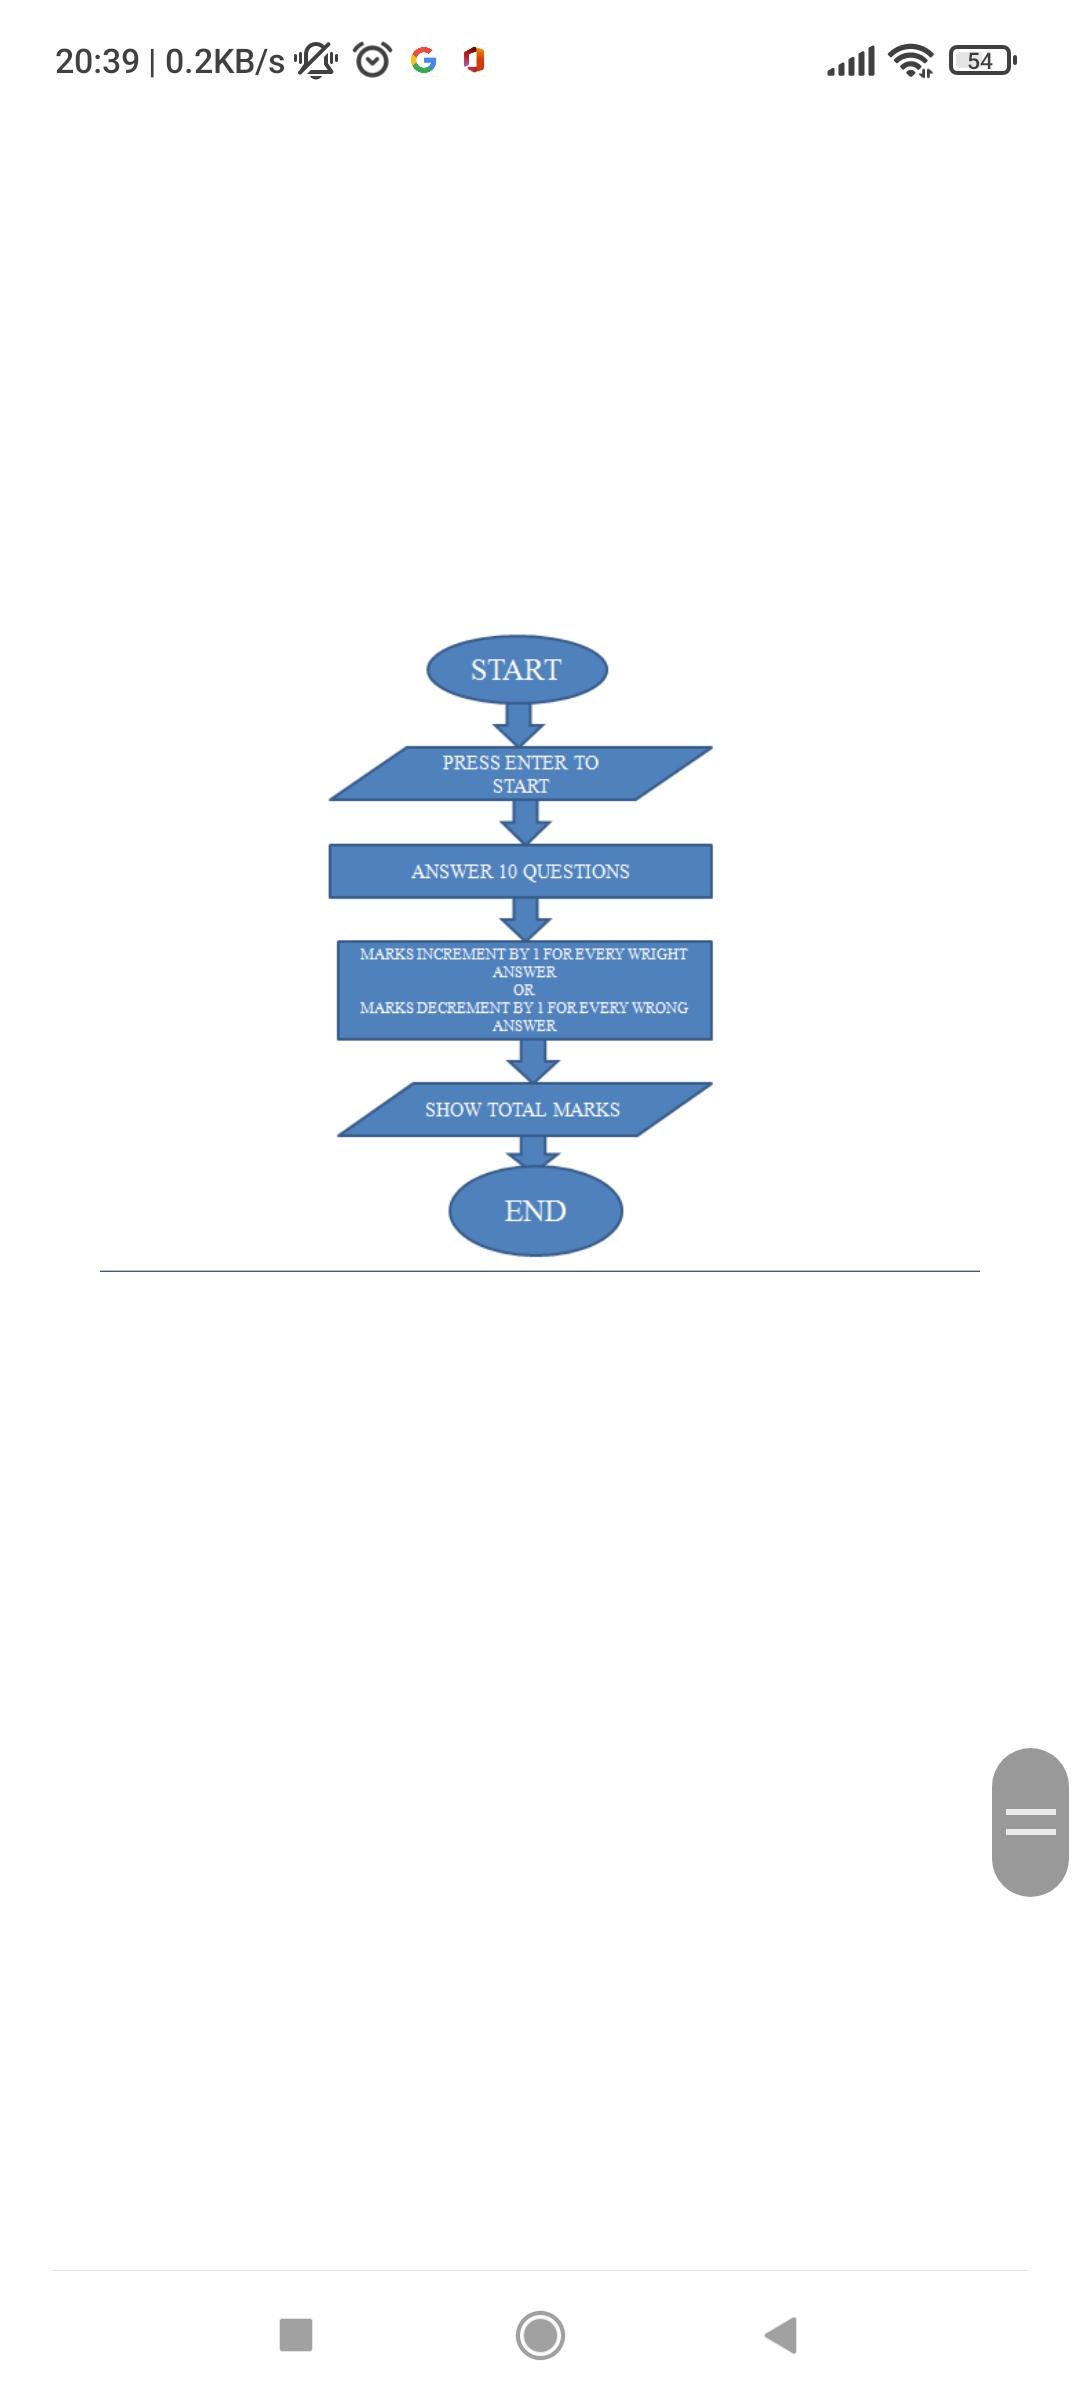 20:39 | 0.2KB/s
54
START
PRESS ENTER TO
START
ANSWER 10 QUESTIONS
MARKS INCREMENT BY 1 FOR EVERY WRIGHT
ANSWER
OR
MARKS DECREMENT BY 1 FOR EVERY WRONG
ANSWER
SHOW TOTAL MARKS
END